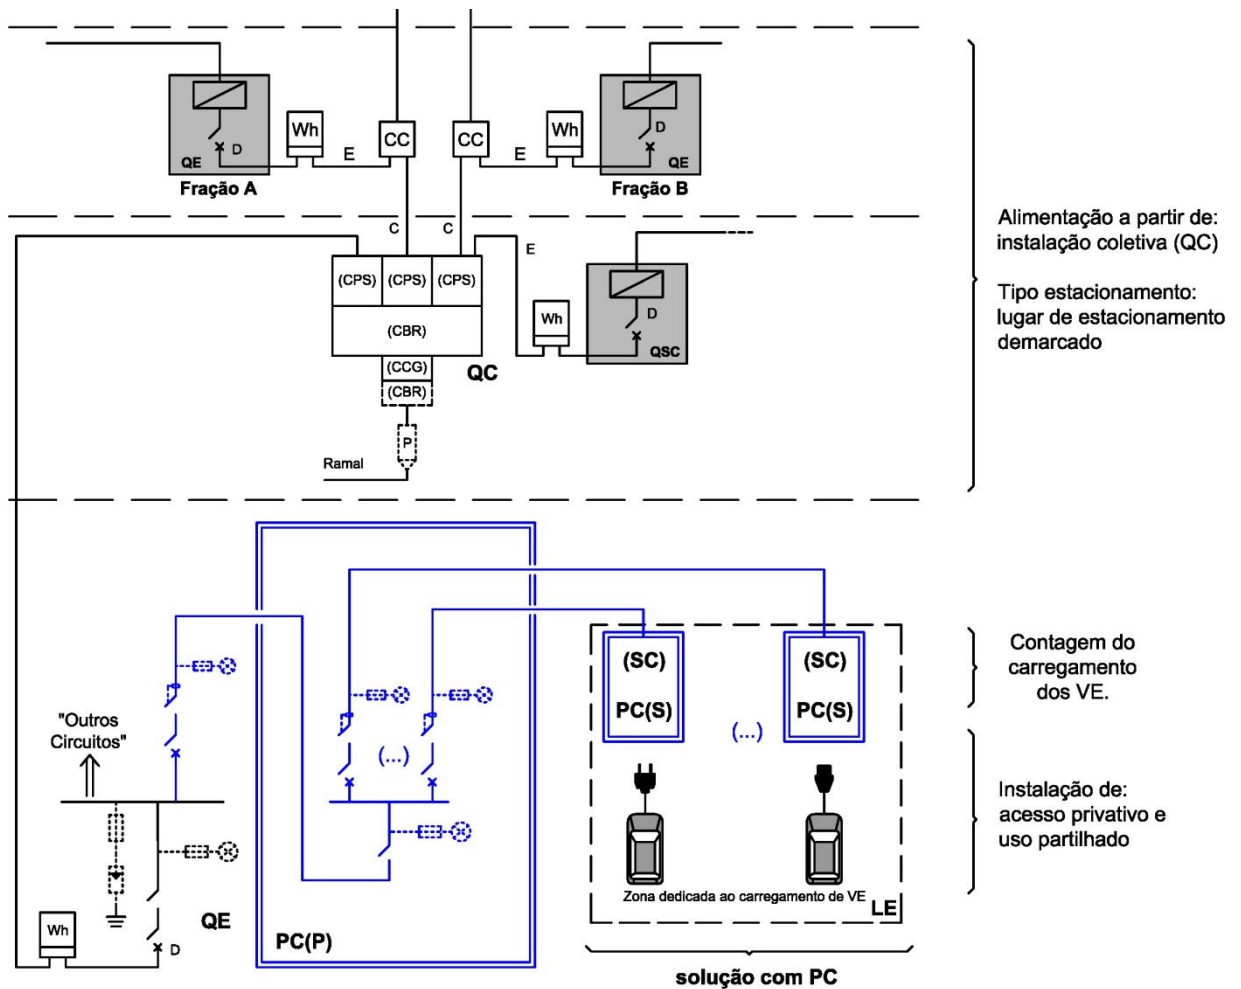 Wh
CC
CC
Wh
D
QE
E
E
D
QE
Fração A
Fração B
C
C
E
(CPS)
(CPS)
(CPS)
(CBR)
(CCG)
(CBR)
QC
P
Ramal
Wh
D
QSC
Alimentação a partir de:
instalação coletiva (QC)
Tipo estacionamento:
lugar de estacionamento
demarcado
"Outros
Circuitos"
Wh
D
QE
(...)
PC(P)
(SC)
PC(S)
(...)
(SC)
PC(S)
Zona dedicada ao carregamento de VE
LE
solução com PC
Contagem do
carregamento
dos VE.
Instalação de:
acesso privativo e
uso partilhado